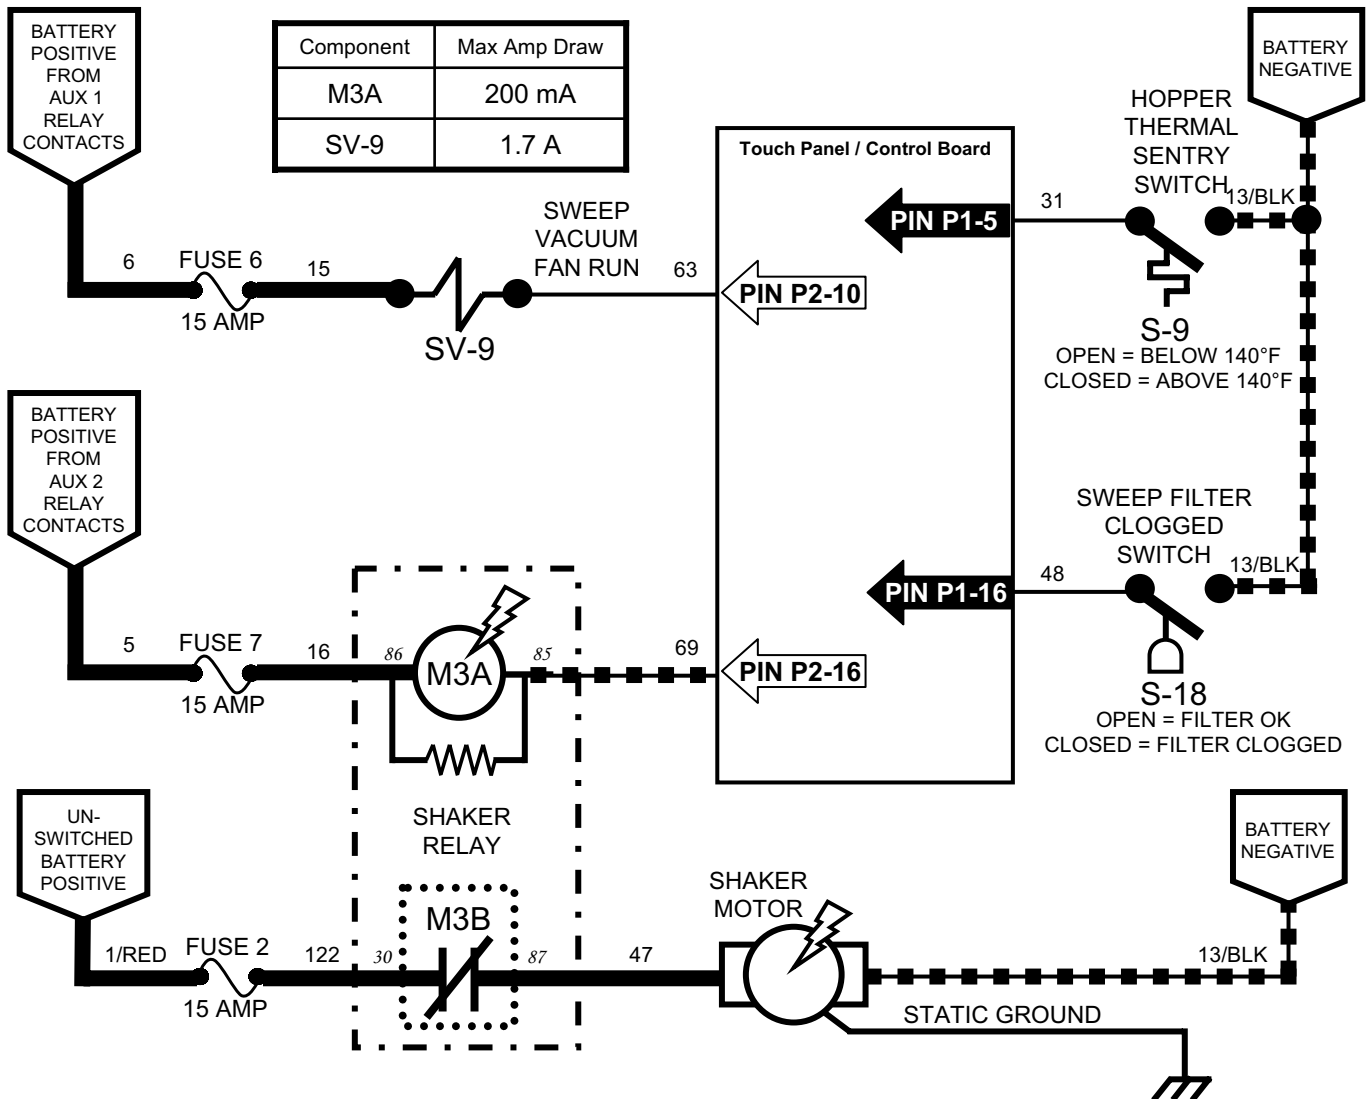 BATTERY
POSITIVE
FROM
AUX 1
RELAY
CONTACTS
Component Max Amp Draw
M3A 200 mA
SV-9 1.7 A
BATTERY
NEGATIVE
HOPPER
THERMAL
SENTRY
SWITCH
13/BLK
Touch Panel / Control Board
PIN P1-5
31
S-9
OPEN = BELOW 140°F
CLOSED = ABOVE 140°F
6
FUSE 6
15 AMP
15
SV-9
SWEEP
VACUUM
FAN RUN
63
PIN P2-10
BATTERY
POSITIVE
FROM
AUX 2
RELAY
CONTACTS
SWEEP FILTER
CLOGGED
SWITCH
13/BLK
PIN P1-16
48
S-18
OPEN = FILTER OK
CLOSED = FILTER CLOGGED
5
FUSE 7
15 AMP
16
86
M3A
85
69
PIN P2-16
SHAKER
RELAY
UN-
SWITCHED
BATTERY
POSITIVE
1/RED
FUSE 2
15 AMP
122
30
M3B
87
47
SHAKER
MOTOR
BATTERY
NEGATIVE
13/BLK
STATIC GROUND